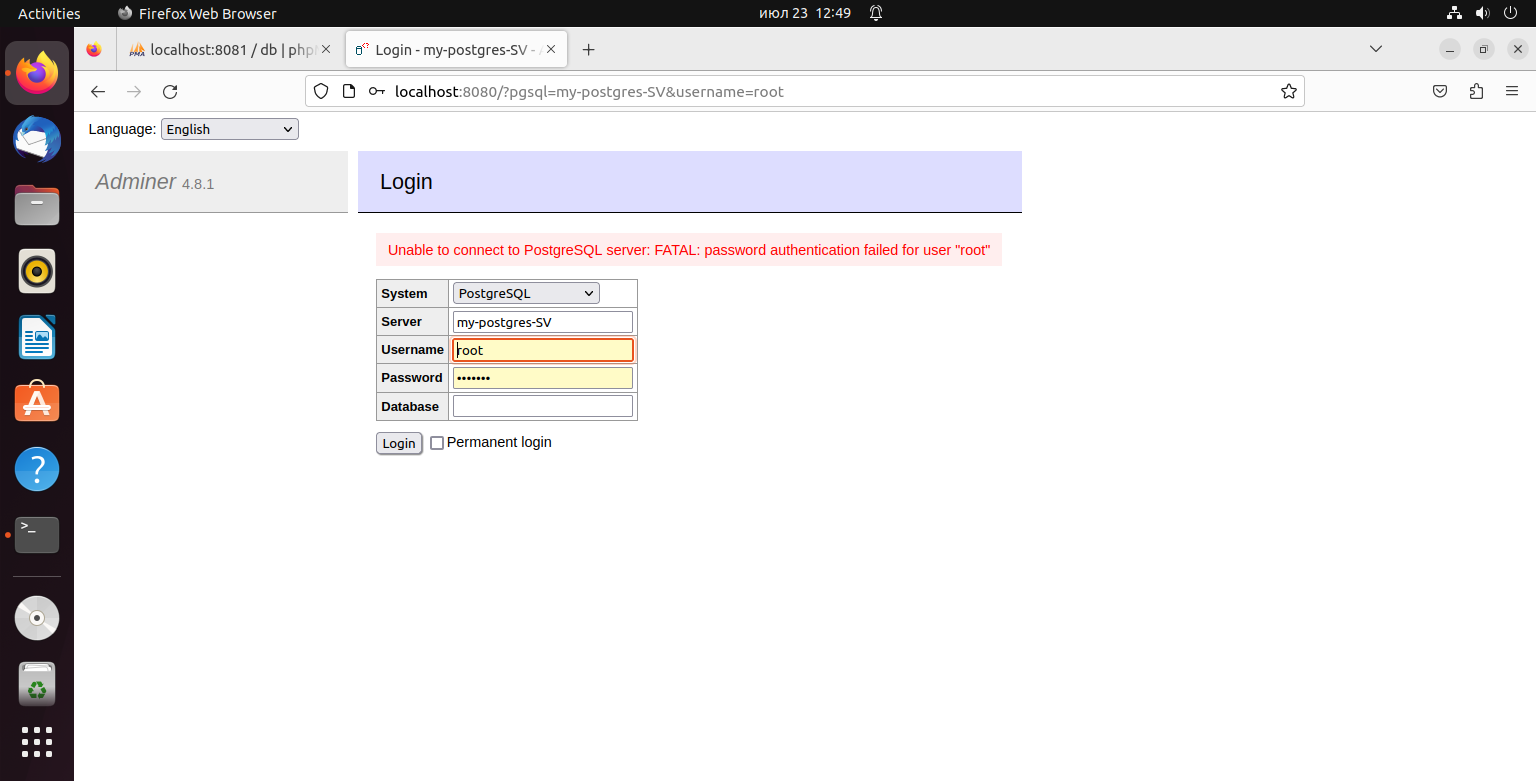 Activities
Firefox Web Browser
июл 23 12:49
PMA
localhost:8081 / db | php
Login - my-postgres-SV -
localhost:8080/?pgsql=my-postgres-SV&username=root
Language: English
Adminer 4.8.1
Login
Unable to connect to PostgreSQL server: FATAL: password authentication failed for user "root"
System PostgreSQL
Server my-postgres-SV
Username root
Password •••••••
Database
Login Permanent login